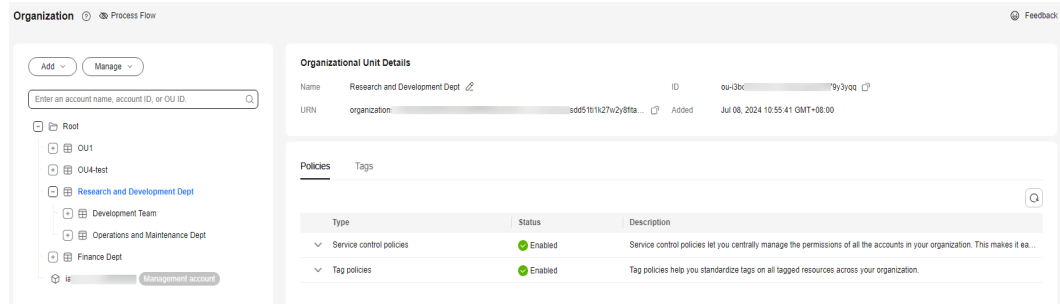 Organization Process Flow Feedback
Add Manage
Enter an account name, account ID, or OU ID.
Root
OU1
OU4-test
Research and Development Dept
Development Team
Operations and Maintenance Dept
Finance Dept
Management account
Organizational Unit Details
Name Research and Development Dept ID ou-i3bc 9y3yqq
URN organization: sdd51ti1k27w2y8fita... Added Jul 08, 2024 10:55:41 GMT+08:00
Policies Tags
Type Status Description
Service control policies Enabled Service control policies let you centrally manage the permissions of all the accounts in your organization. This makes it ea...
Tag policies Enabled Tag policies help you standardize tags on all tagged resources across your organization.